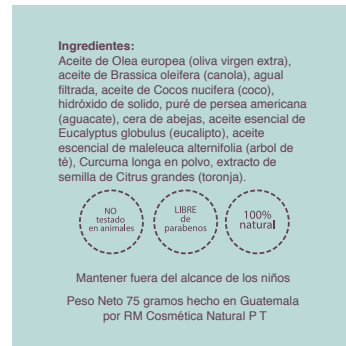 Ingredientes:
Aceite de Olea europea (oliva virgen extra),
aceite de Brassica oleifera (canola), agual
filtrada, aceite de Cocos nucifera (coco),
hidróxido de solido, puré de persea americana
(aguacate), cera de abejas, aceite esencial de
Eucalyptus globulus (eucalipto), aceite
escencial de maleleuca alternifolia (arbol de
té), Curcuma longa en polvo, extracto de
semilla de Citrus grandes (toronja).
NO
testado
en animales
LIBRE
de
parabenos
100%
natural
Mantener fuera del alcance de los niños
Peso Neto 75 gramos hecho en Guatemala
por RM Cosmética Natural P T